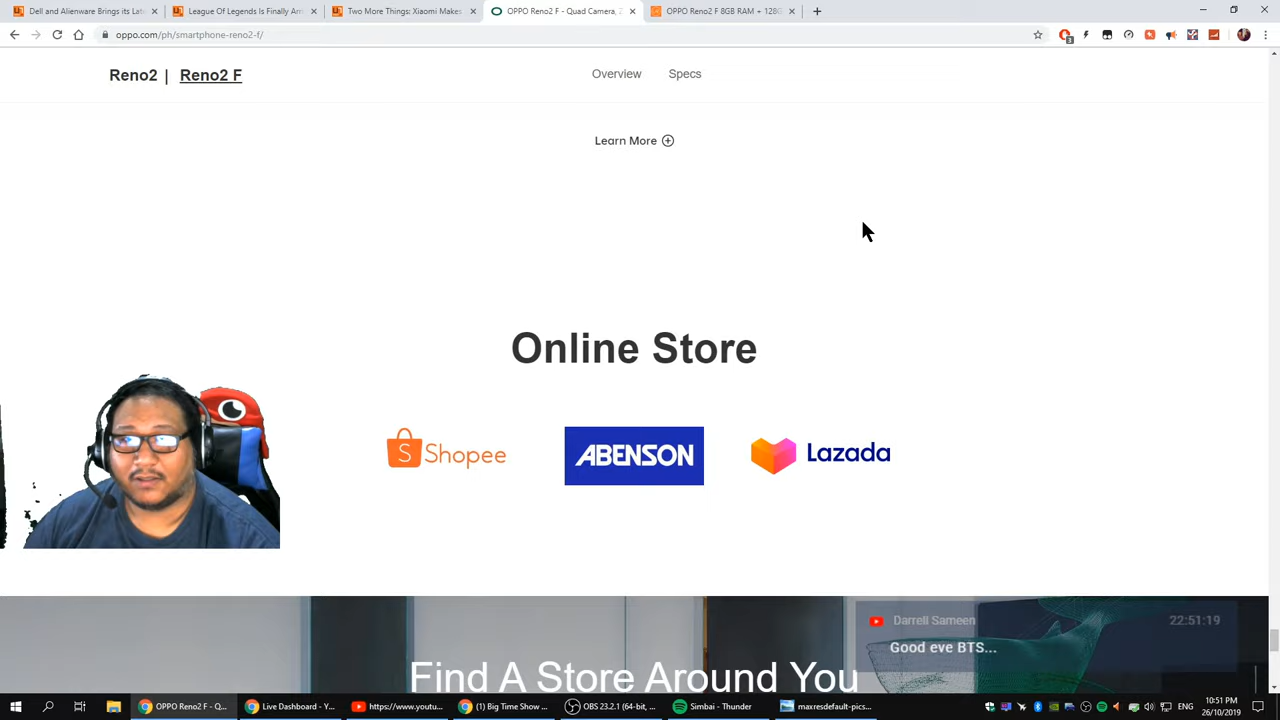 Dell and Alienware Brings its Late
League Of Legends Is Finally Arr
Two More Things: Xiaomi Makes
OPPO Reno2 F - Quad Camera, Z
OPPO Reno2 F 8GB RAM + 128G
oppo.com/ph/smartphone-reno2-f/
3
Reno2 | Reno2 F
Overview
Specs
Learn More
Online Store
S Shopee
ABENSON
Lazada
Darrell Sameen
22:51:19
Good eve BTS...
Find A Store Around You
OPPO Reno2 F - Q...
Live Dashboard - Y...
https://www.youtu...
(1) Big Time Show ...
OBS 23.2.1 (64-bit, ...
Simbai - Thunder
maxresdefault-pics...
ENG
10:51 PM
26/10/2019